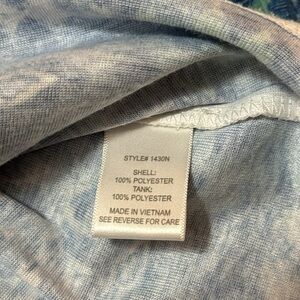 STYLE# 1430N
SHELL:
100% POLYESTER
TANK:
100% POLYESTER
MADE IN VIETNAM
SEE REVERSE FOR CARE